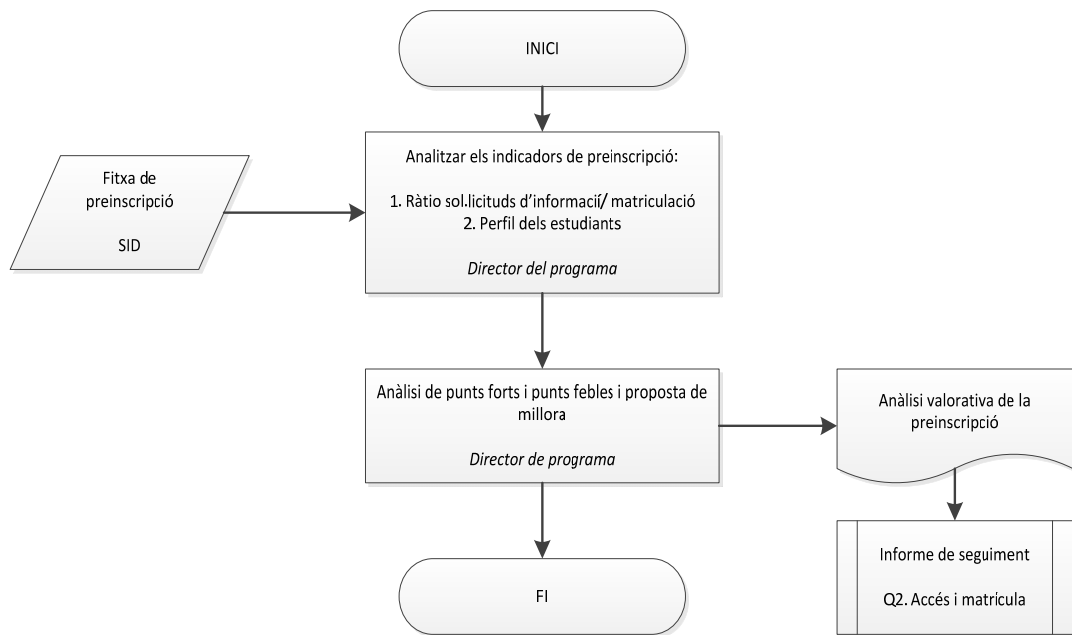 INICI
Fitxa de
preinscripció
SID
Analitzar els indicadors de preinscripció:
1. Ràtio sol.licituds d'informacií/ matriculació
2. Perfil dels estudiants
Director del programa
Anàlisi de punts forts i punts febles i proposta de
millora
Director de programa
Anàlisi valorativa de la
preinscripció
Informe de seguiment
Q2. Accés i matrícula
FI